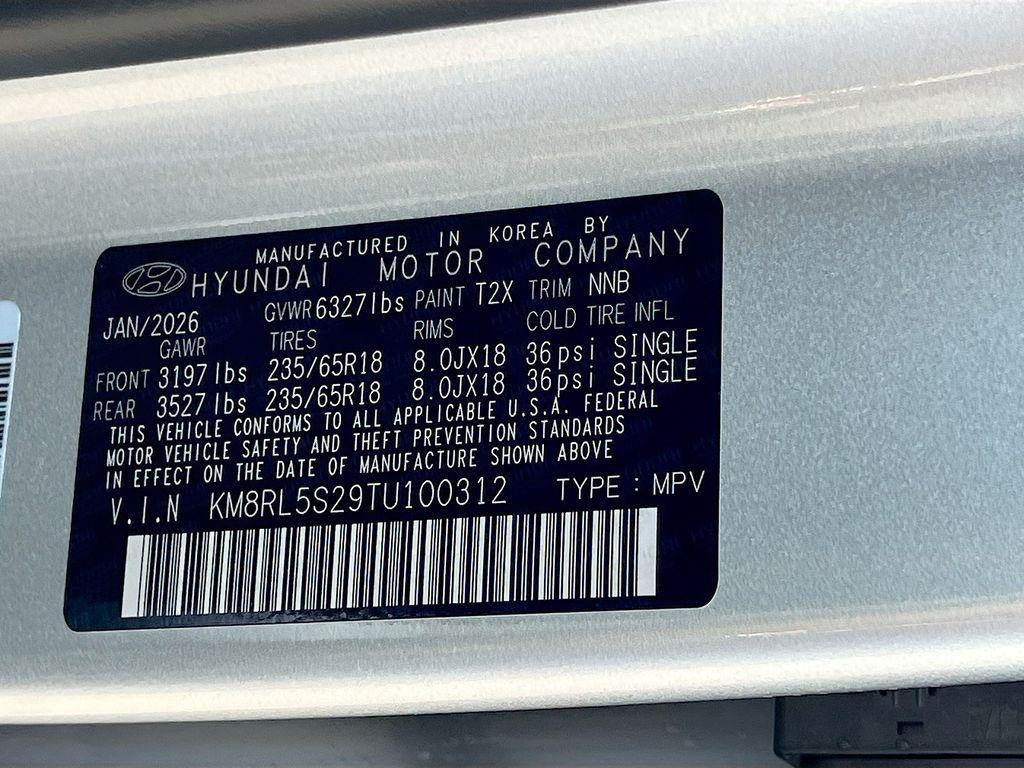 MANUFACTURED IN KOREA BY
HYUNDAI MOTOR COMPANY
JAN/2026 GVWR 6327lbs PAINT T2X TRIM NNB
GAWR TIRES RIMS COLD TIRE INFL
FRONT 3197lbs 235/65R18 8.0JX18 36psi SINGLE
REAR 3527lbs 235/65R18 8.0JX18 36psi SINGLE
THIS VEHICLE CONFORMS TO ALL APPLICABLE U.S.A. FEDERAL
MOTOR VEHICLE SAFETY AND THEFT PREVENTION STANDARDS
IN EFFECT ON THE DATE OF MANUFACTURE SHOWN ABOVE
V.I.N KM8RL5S29TU100312 TYPE : MPV